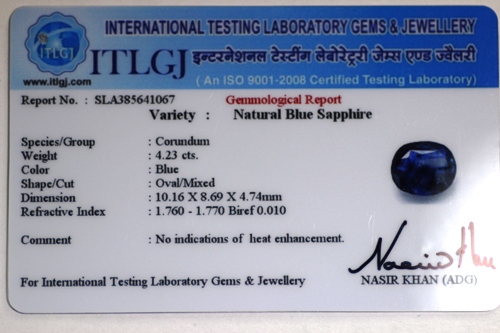 INTERNATIONAL TESTING LABORATORY GEMS & JEWELLERY
ITLGJ
ITLGJ इन्टरनेशनल टेस्टींग लेबोरेट्री जेम्स एण्ड ज्वैलरी
www.itlgj.com
(An ISO 9001-2008 Certified Testing Laboratory)
Report No. : SLA385641067 Gemmological Report
Variety : Natural Blue Sapphire
Species/Group : Corundum
Weight : 4.23 cts.
Color : Blue
Shape/Cut : Oval/Mixed
Dimension : 10.16 X 8.69 X 4.74mm
Refractive Index : 1.760 - 1.770 Biref 0.010
Comment : No indications of heat enhancement.
For International Testing Laboratory Gems & Jewellery
NASIR KHAN (ADG)